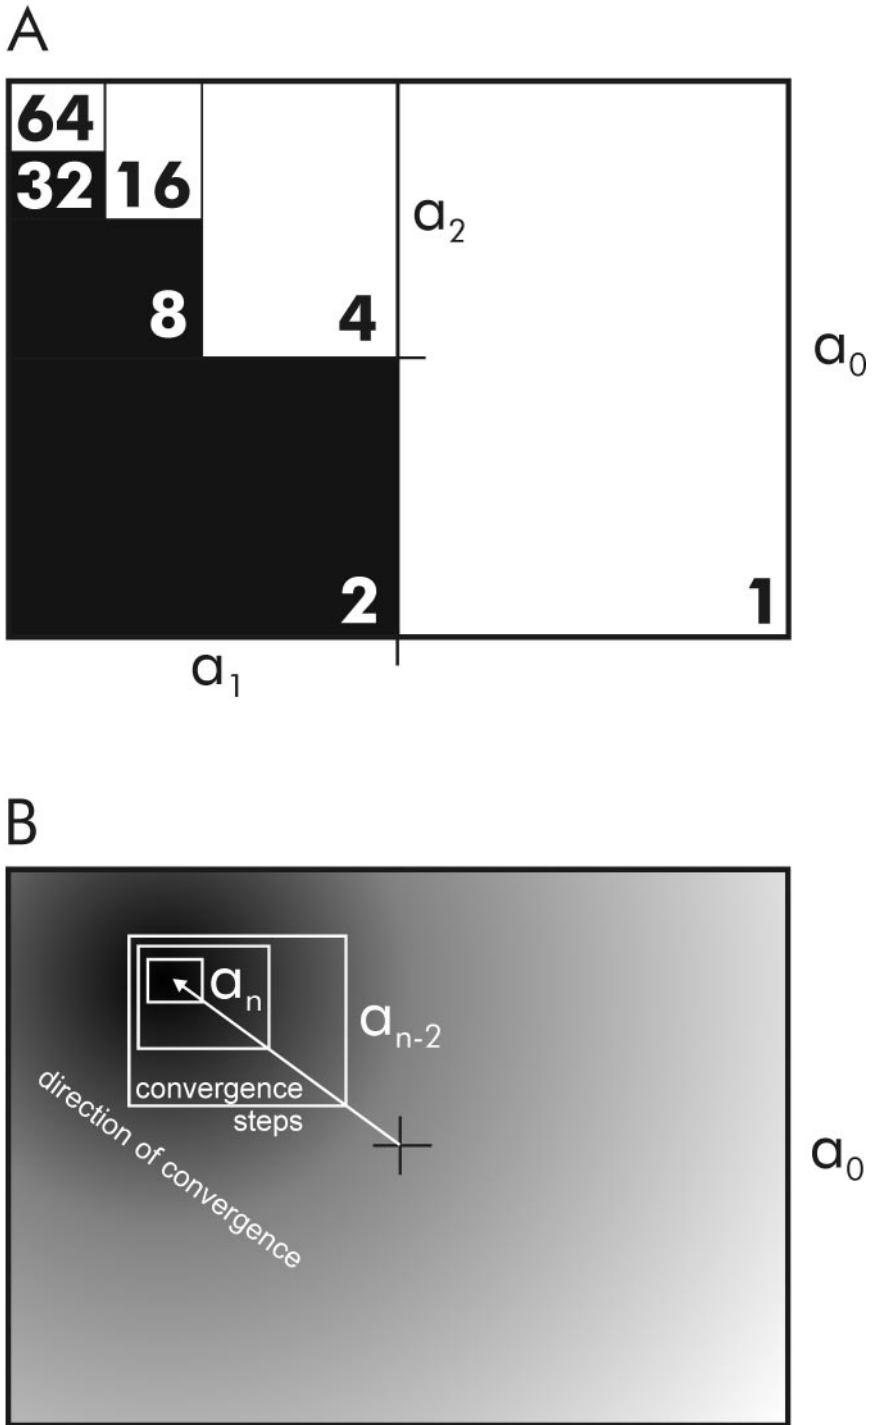 A
64
32 16
a2
8 4
a0
2 1
a1
B
an
an-2
convergence
steps
direction of convergence
a0